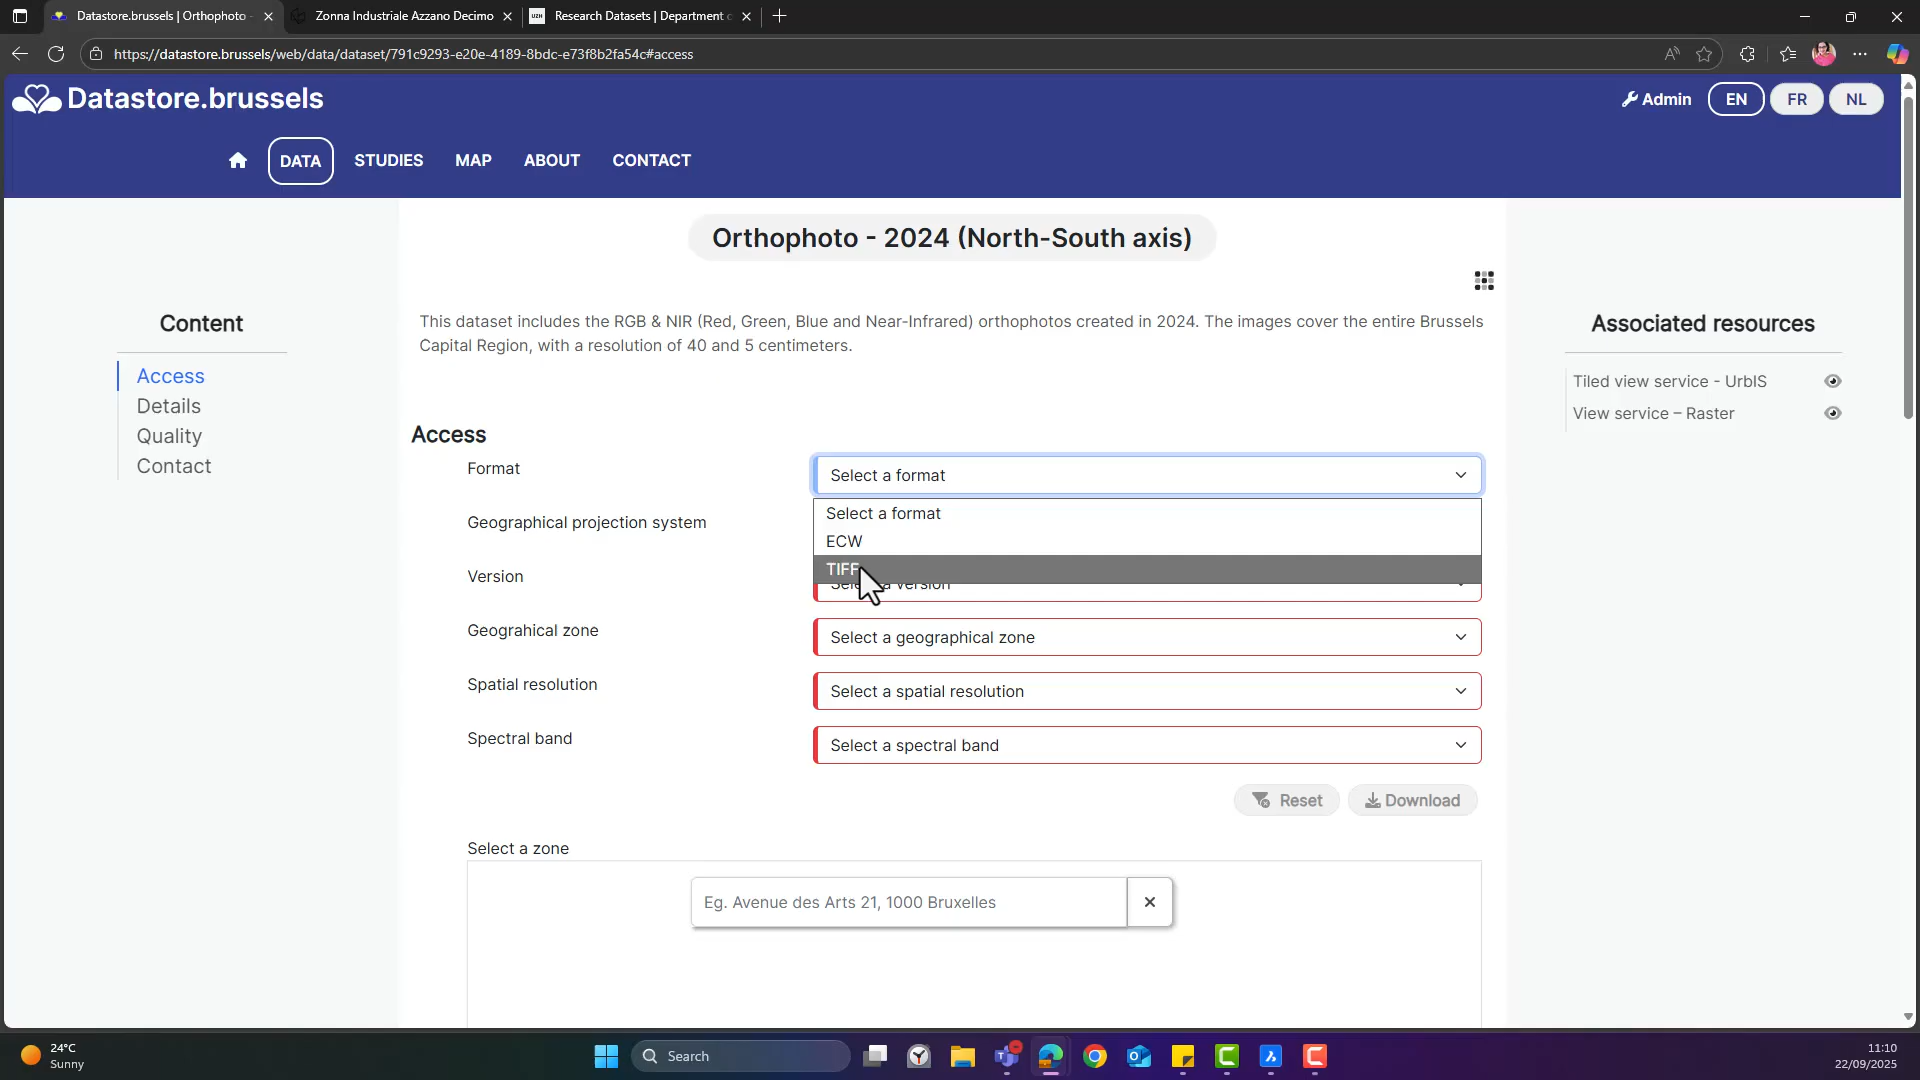 Datastore.brussels | Orthophoto -
Zonna Industriale Azzano Decimo
UZH
Research Datasets | Department o
https://datastore.brussels/web/data/dataset/791c9293-e20e-4189-8bdc-e73f8b2fa54c#access
Datastore.brussels
Admin
EN
FR
NL
DATA
STUDIES
MAP
ABOUT
CONTACT
Orthophoto - 2024 (North-South axis)
This dataset includes the RGB & NIR (Red, Green, Blue and Near-Infrared) orthophotos created in 2024. The images cover the entire Brussels
Capital Region, with a resolution of 40 and 5 centimeters.
Content
Access
Details
Quality
Contact
Associated resources
Tiled view service - UrbIS
View service – Raster
Access
Format
Select a format
Select a format
ECW
TIFF
Geographical projection system
Version
Select a version
Geograhical zone
Select a geographical zone
Spatial resolution
Select a spatial resolution
Spectral band
Select a spectral band
Reset
Download
Select a zone
Eg. Avenue des Arts 21, 1000 Bruxelles
24°C
Sunny
Search
11:10
22/09/2025